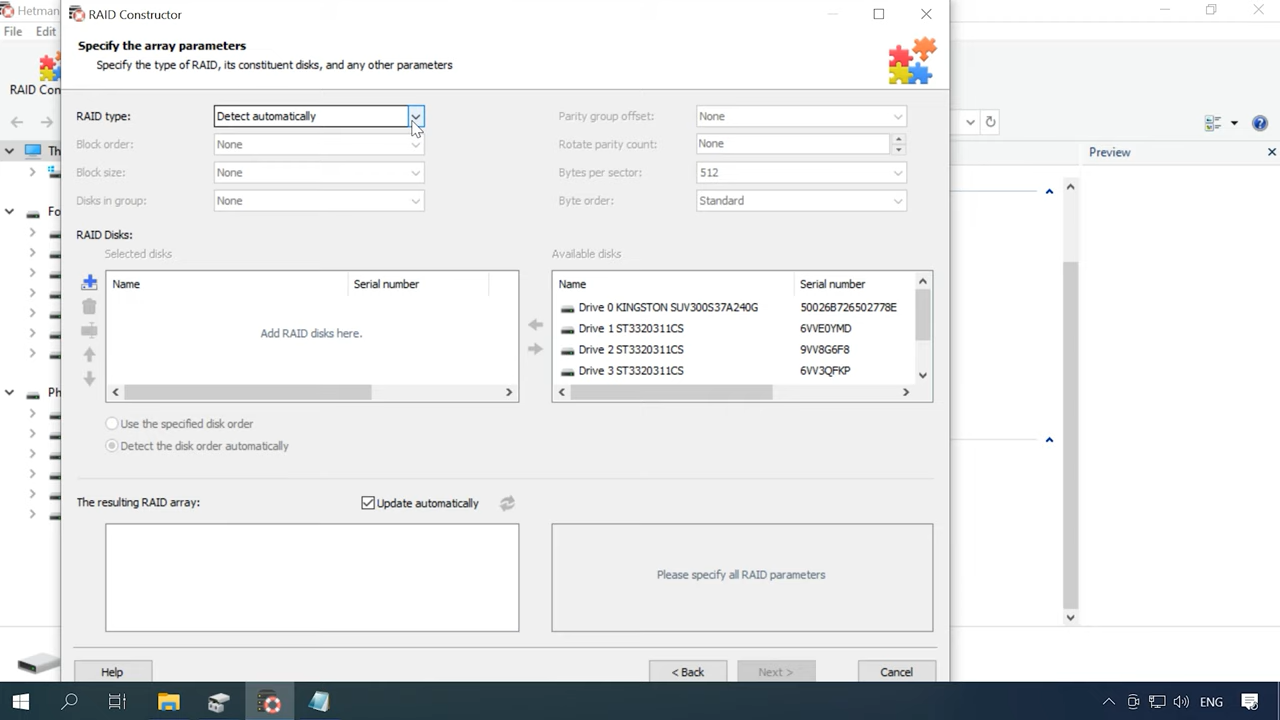 Hetman
RAID Constructor
File Edit
Specify the array parameters
Specify the type of RAID, its constituent disks, and any other parameters
RAID Con
RAID type: Detect automatically
Parity group offset: None
Block order: None
Rotate parity count: None
Block size: None
Bytes per sector: 512
Disks in group: None
Byte order: Standard
Preview
Th
Fo
Ph
RAID Disks:
Selected disks
Available disks
Name Serial number
Add RAID disks here.
Name Serial number
Drive 0 KINGSTON SUV300S37A240G 50026B726502778E
Drive 1 ST3320311CS 6VVE0YMD
Drive 2 ST3320311CS 9VV8G6F8
Drive 3 ST3320311CS 6VV3QFKP
Use the specified disk order
Detect the disk order automatically
The resulting RAID array:
Update automatically
Please specify all RAID parameters
Help
< Back
Next >
Cancel
ENG